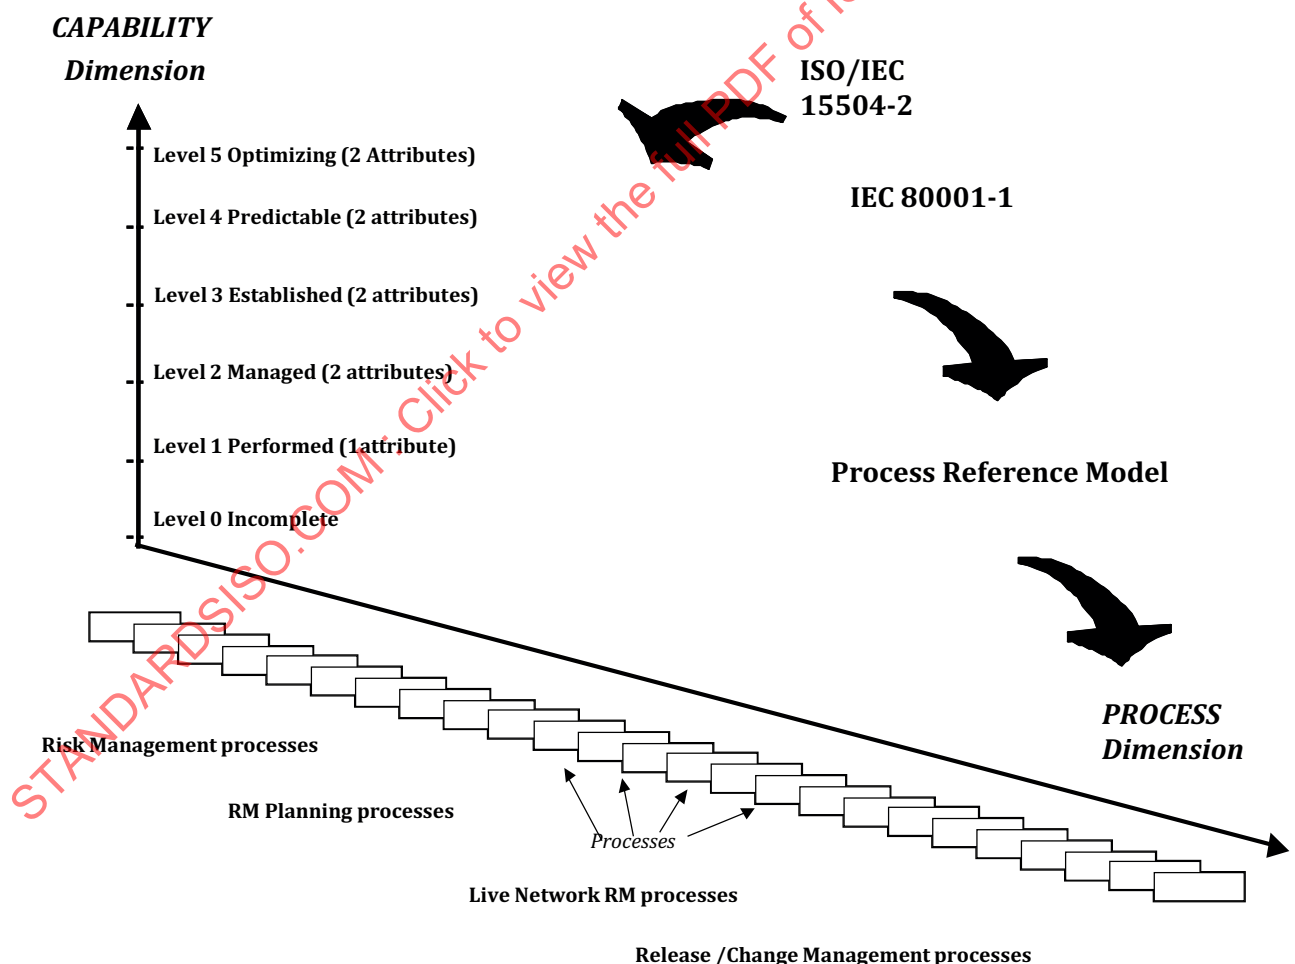 CAPABILITY
Dimension
ISO/IEC
15504-2
Level 5 Optimizing (2 Attributes)
IEC 80001-1
Level 4 Predictable (2 attributes)
Level 3 Established (2 attributes)
Level 2 Managed (2 attributes)
Level 1 Performed (1attribute)
Process Reference Model
Level 0 Incomplete
PROCESS
Dimension
Risk Management processes
RM Planning processes
Processes
Live Network RM processes
Release /Change Management processes
STANDARDSISO.COM : Click to view the full PDF of